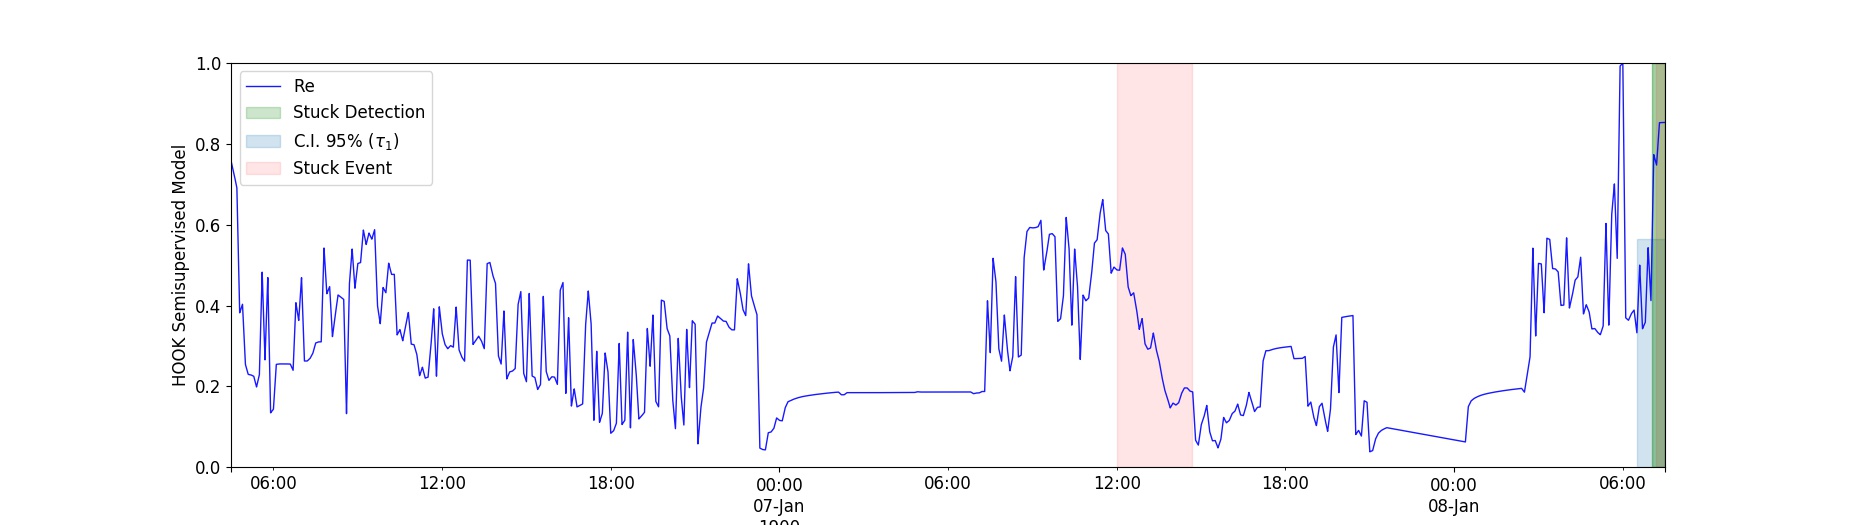 1.0
0.8
0.6
0.4
0.2
0.0
HOOK Semisupervised Model
Re
Stuck Detection
C.I. 95% (τ₁)
Stuck Event
06:00
12:00
18:00
00:00
07-Jan
1900
06:00
12:00
18:00
00:00
08-Jan
06:00